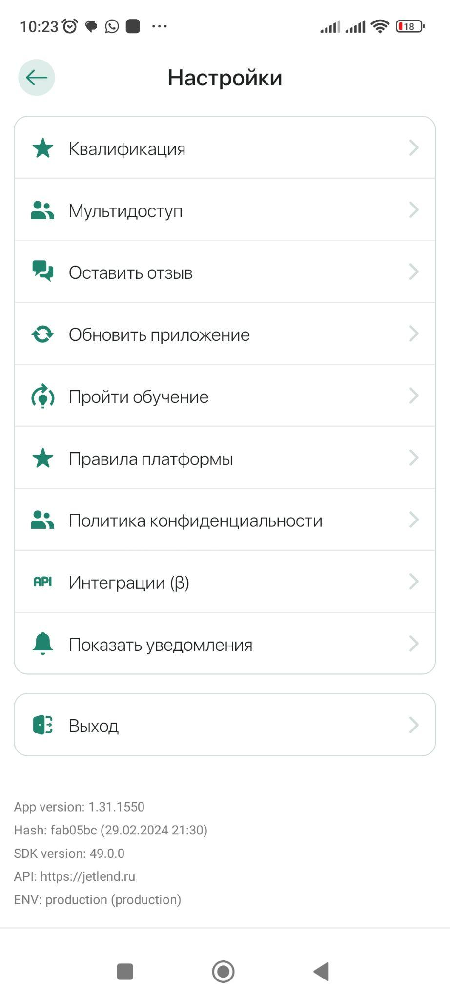 10:23
18
Настройки
Квалификация
Мультидоступ
Оставить отзыв
Обновить приложение
Пройти обучение
Правила платформы
Политика конфиденциальности
API Интеграции (β)
Показать уведомления
Выход
App version: 1.31.1550
Hash: fab05bc (29.02.2024 21:30)
SDK version: 49.0.0
API: https://jetlend.ru
ENV: production (production)